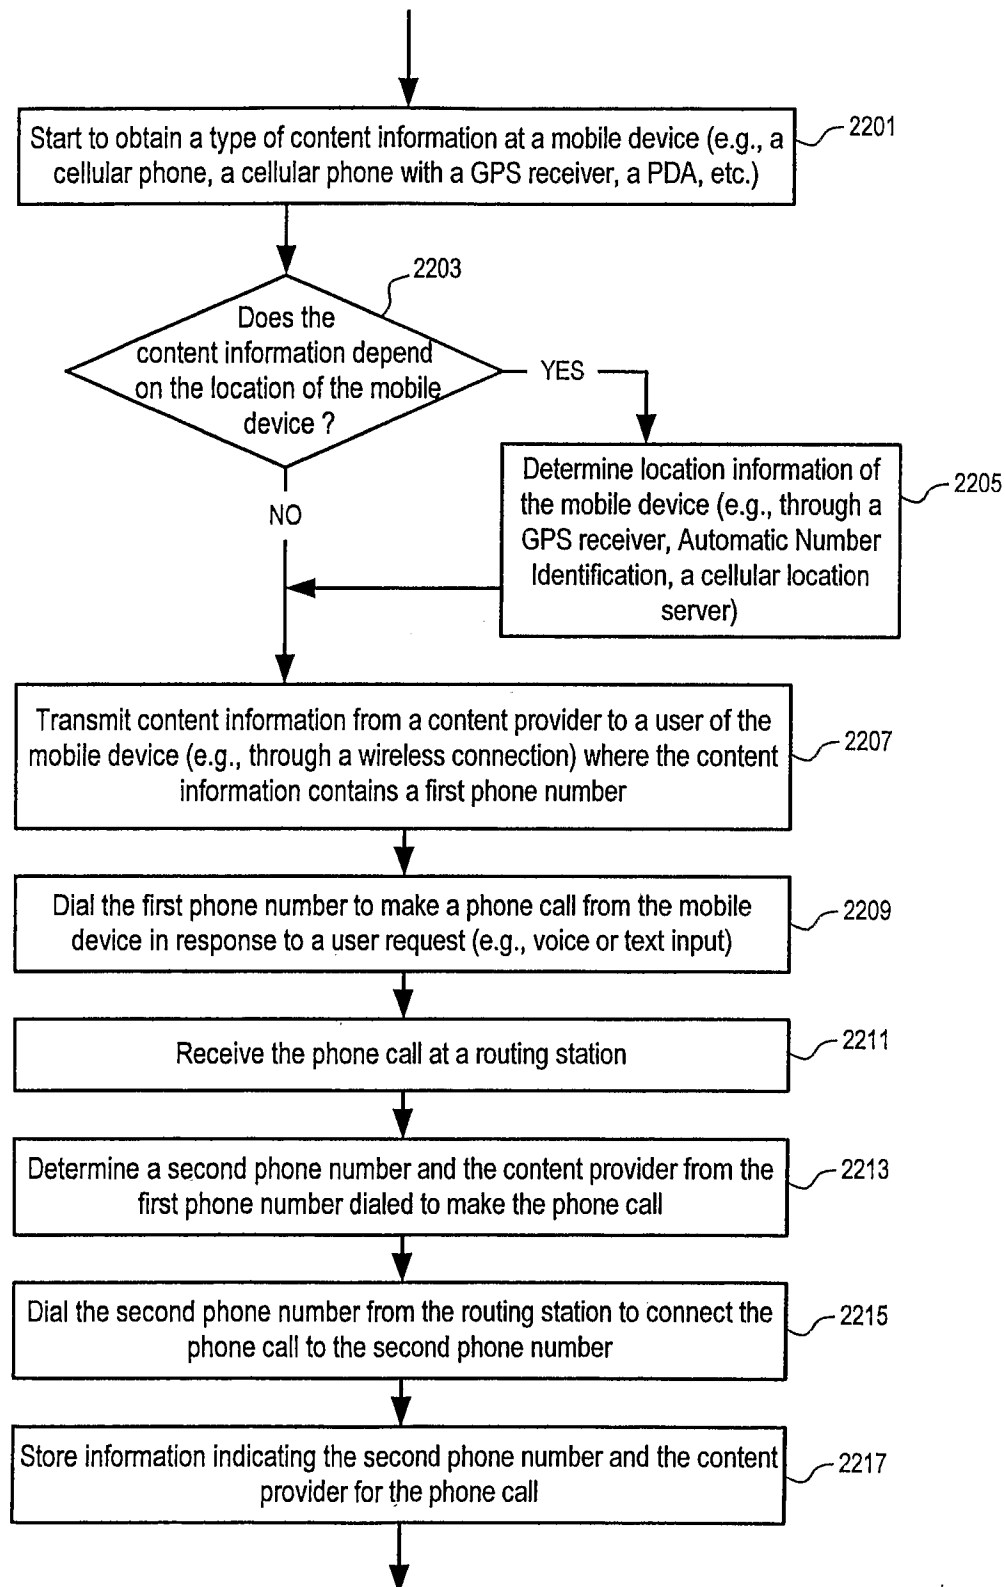 Start to obtain a type of content information at a mobile device (e.g., a
cellular phone, a cellular phone with a GPS receiver, a PDA, etc.)
2201
2203
Does the
content information depend
on the location of the mobile
device ?
YES
NO
Determine location information of
the mobile device (e.g., through a
GPS receiver, Automatic Number
Identification, a cellular location
server)
2205
Transmit content information from a content provider to a user of the
mobile device (e.g., through a wireless connection) where the content
information contains a first phone number
2207
Dial the first phone number to make a phone call from the mobile
device in response to a user request (e.g., voice or text input)
2209
Receive the phone call at a routing station
2211
Determine a second phone number and the content provider from the
first phone number dialed to make the phone call
2213
Dial the second phone number from the routing station to connect the
phone call to the second phone number
2215
Store information indicating the second phone number and the content
provider for the phone call
2217